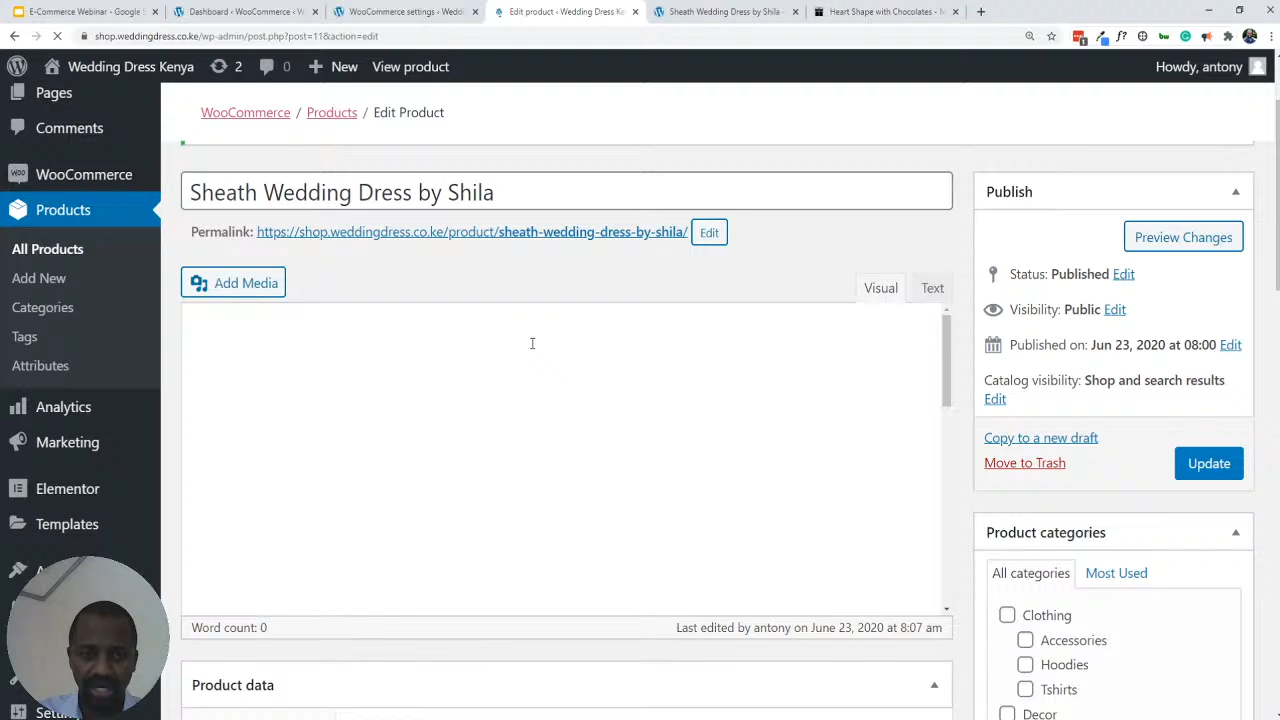 E-Commerce Webinar - Google S
Dashboard ‹ WooCommerce ‹ W
WooCommerce settings ‹ Weddin
Edit product ‹ Wedding Dress Ken
Sheath Wedding Dress by Shila -
Heart Shape with Chocolates - M
shop.weddingdress.co.ke/wp-admin/post.php?post=11&action=edit
Wedding Dress Kenya
2
0
New
View product
Howdy, antony
Pages
Comments
WooCommerce
Products
All Products
Add New
Categories
Tags
Attributes
Analytics
Marketing
Elementor
Templates
WooCommerce / Products / Edit Product
Sheath Wedding Dress by Shila
Permalink: https://shop.weddingdress.co.ke/product/sheath-wedding-dress-by-shila/ Edit
Add Media
Visual
Text
Word count: 0
Last edited by antony on June 23, 2020 at 8:07 am
Product data
Publish
Preview Changes
Status: Published Edit
Visibility: Public Edit
Published on: Jun 23, 2020 at 08:00 Edit
Catalog visibility: Shop and search results
Edit
Copy to a new draft
Move to Trash
Update
Product categories
All categories
Most Used
Clothing
Accessories
Hoodies
Tshirts
Decor